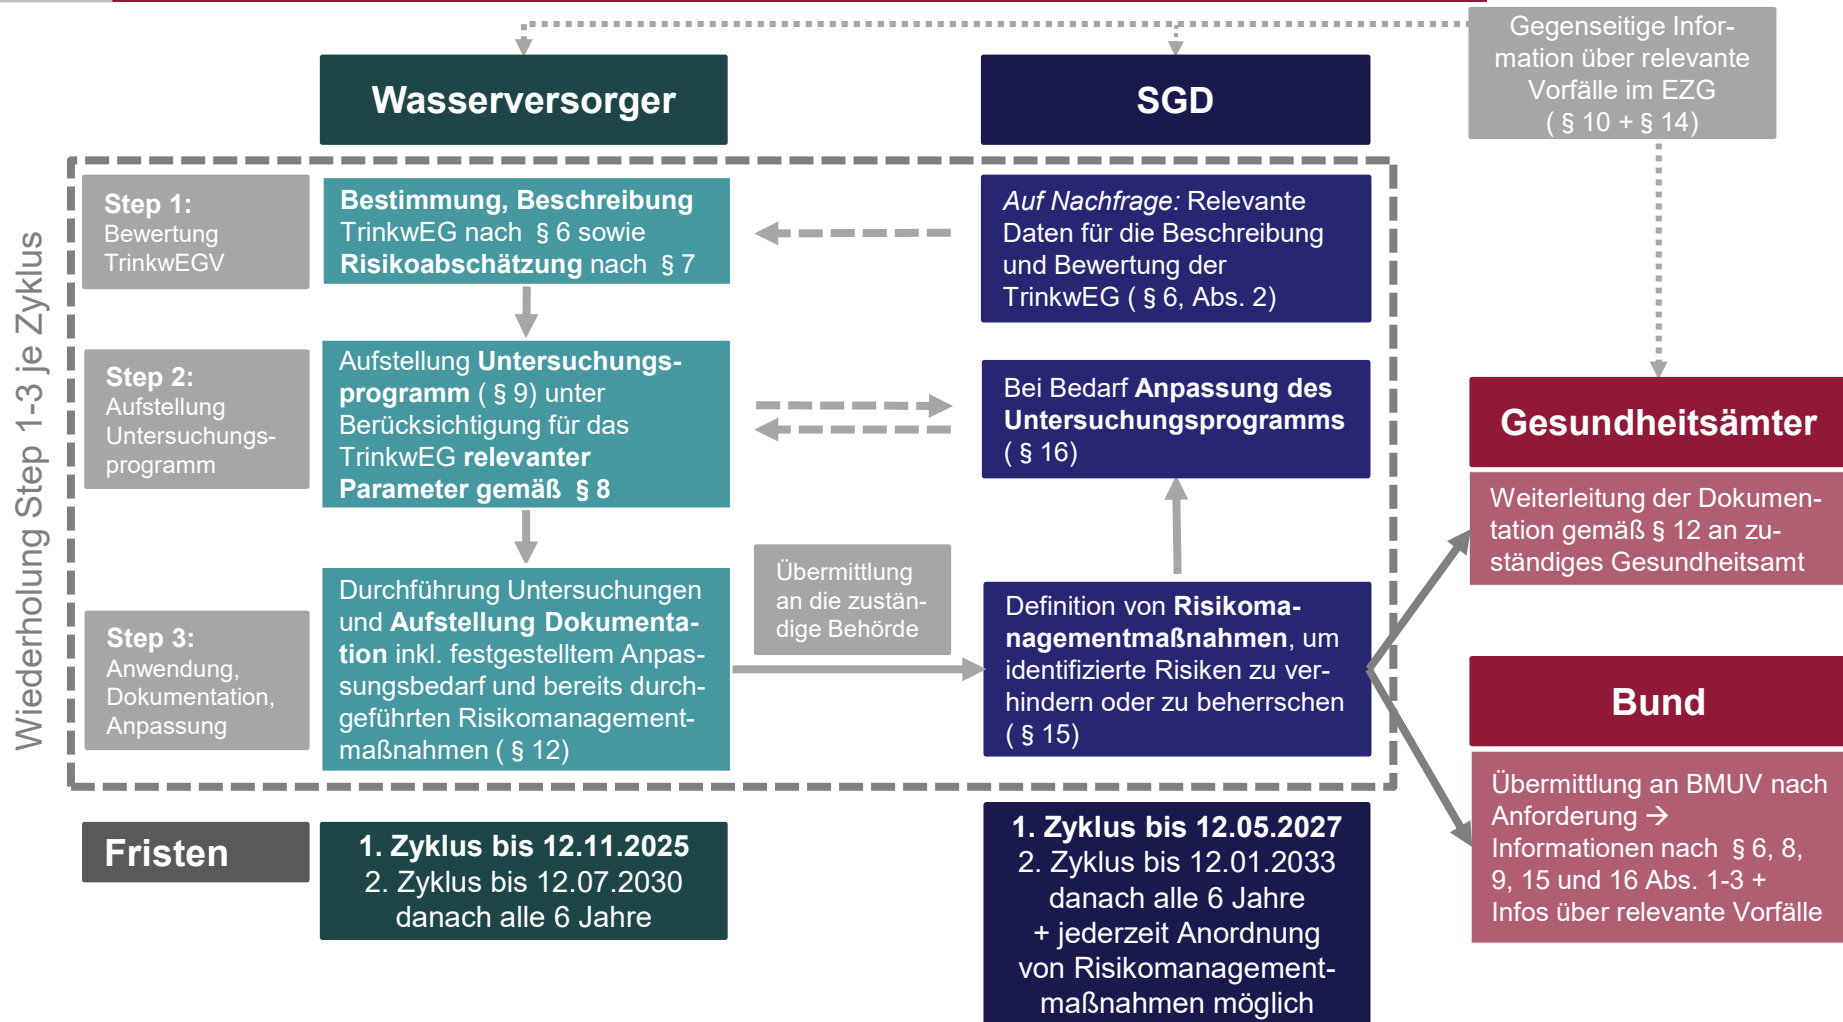 Gegenseitige Infor-
mation über relevante
Vorfälle im EZG
( § 10 + § 14)
Wasserversorger
SGD
Wiederholung Step 1-3 je Zyklus
Step 1:
Bewertung
TrinkwEGV
Bestimmung, Beschreibung
TrinkwEG nach § 6 sowie
Risikoabschätzung nach § 7
Auf Nachfrage: Relevante
Daten für die Beschreibung
und Bewertung der
TrinkwEG ( § 6, Abs. 2)
Step 2:
Aufstellung
Untersuchungs-
programm
Aufstellung Untersuchungs-
programm ( § 9) unter
Berücksichtigung für das
TrinkwEG relevanter
Parameter gemäß § 8
Bei Bedarf Anpassung des
Untersuchungsprogramms
( § 16)
Gesundheitsämter
Weiterleitung der Dokumen-
tation gemäß § 12 an zu-
ständiges Gesundheitsamt
Step 3:
Anwendung,
Dokumentation,
Anpassung
Durchführung Untersuchungen
und Aufstellung Dokumenta-
tion inkl. festgestelltem Anpas-
sungsbedarf und bereits durch-
geführten Risikomanagement-
maßnahmen ( § 12)
Übermittlung
an die zustän-
dige Behörde
Definition von Risikoma-
nagementmaßnahmen, um
identifizierte Risiken zu ver-
hindern oder zu beherrschen
( § 15)
Bund
Übermittlung an BMUV nach
Anforderung →
Informationen nach § 6, 8,
9, 15 und 16 Abs. 1-3 +
Infos über relevante Vorfälle
Fristen
1. Zyklus bis 12.11.2025
2. Zyklus bis 12.07.2030
danach alle 6 Jahre
1. Zyklus bis 12.05.2027
2. Zyklus bis 12.01.2033
danach alle 6 Jahre
+ jederzeit Anordnung
von Risikomanagement-
maßnahmen möglich